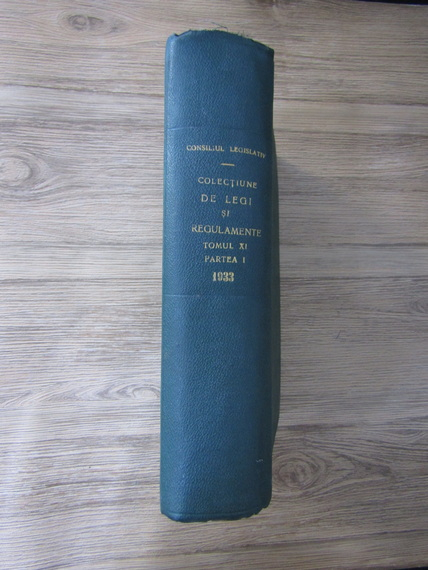 CONSILIUL LEGISLATIV
COLECȚIUNE
DE LEGI
ȘI
REGULAMENTE
TOMUL XI
PARTEA I
1933